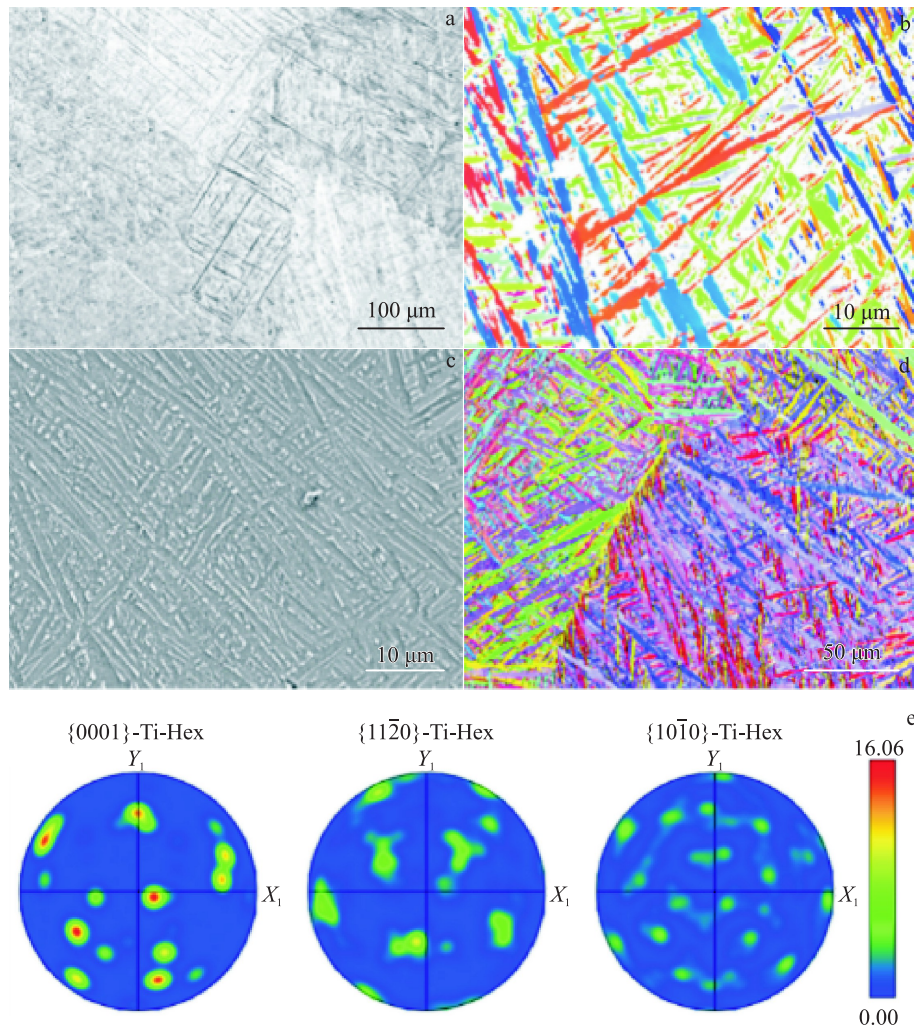 a
b
100 μm
10 μm
c
d
10 μm
50 μm
e
{0001}-Ti-Hex
{112̄0}-Ti-Hex
{101̄0}-Ti-Hex
16.06
Y₁
Y₁
Y₁
X₁
X₁
X₁
0.00